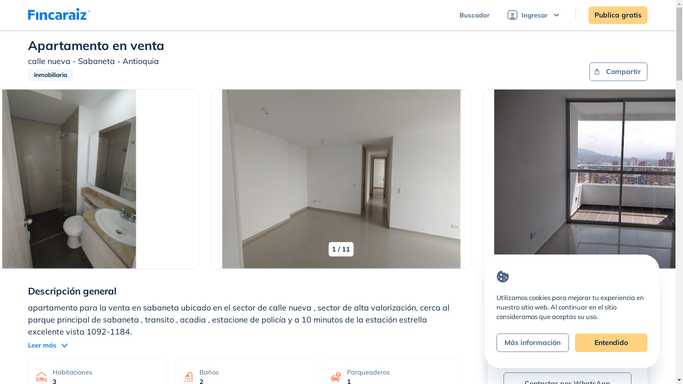 Fincaraiz
Buscador
Ingresar
Publica gratis
Apartamento en venta
calle nueva - Sabaneta - Antioquia
Inmobiliaria
Compartir
1 / 11
Descripción general
apartamento para la venta en sabaneta ubicado en el sector de calle nueva , sector de alta valorización, cerca al
parque principal de sabaneta , transito , acadia , estacione de policía y a 10 minutos de la estación estrella
excelente vista 1092-1184.
Leer más
Habitaciones
3
Baños
2
Parqueaderos
1
Utilizamos cookies para mejorar tu experiencia en
nuestro sitio web. Al continuar en el sitio
consideramos que aceptas su uso.
Más información
Entendido
Contactar por WhatsApp